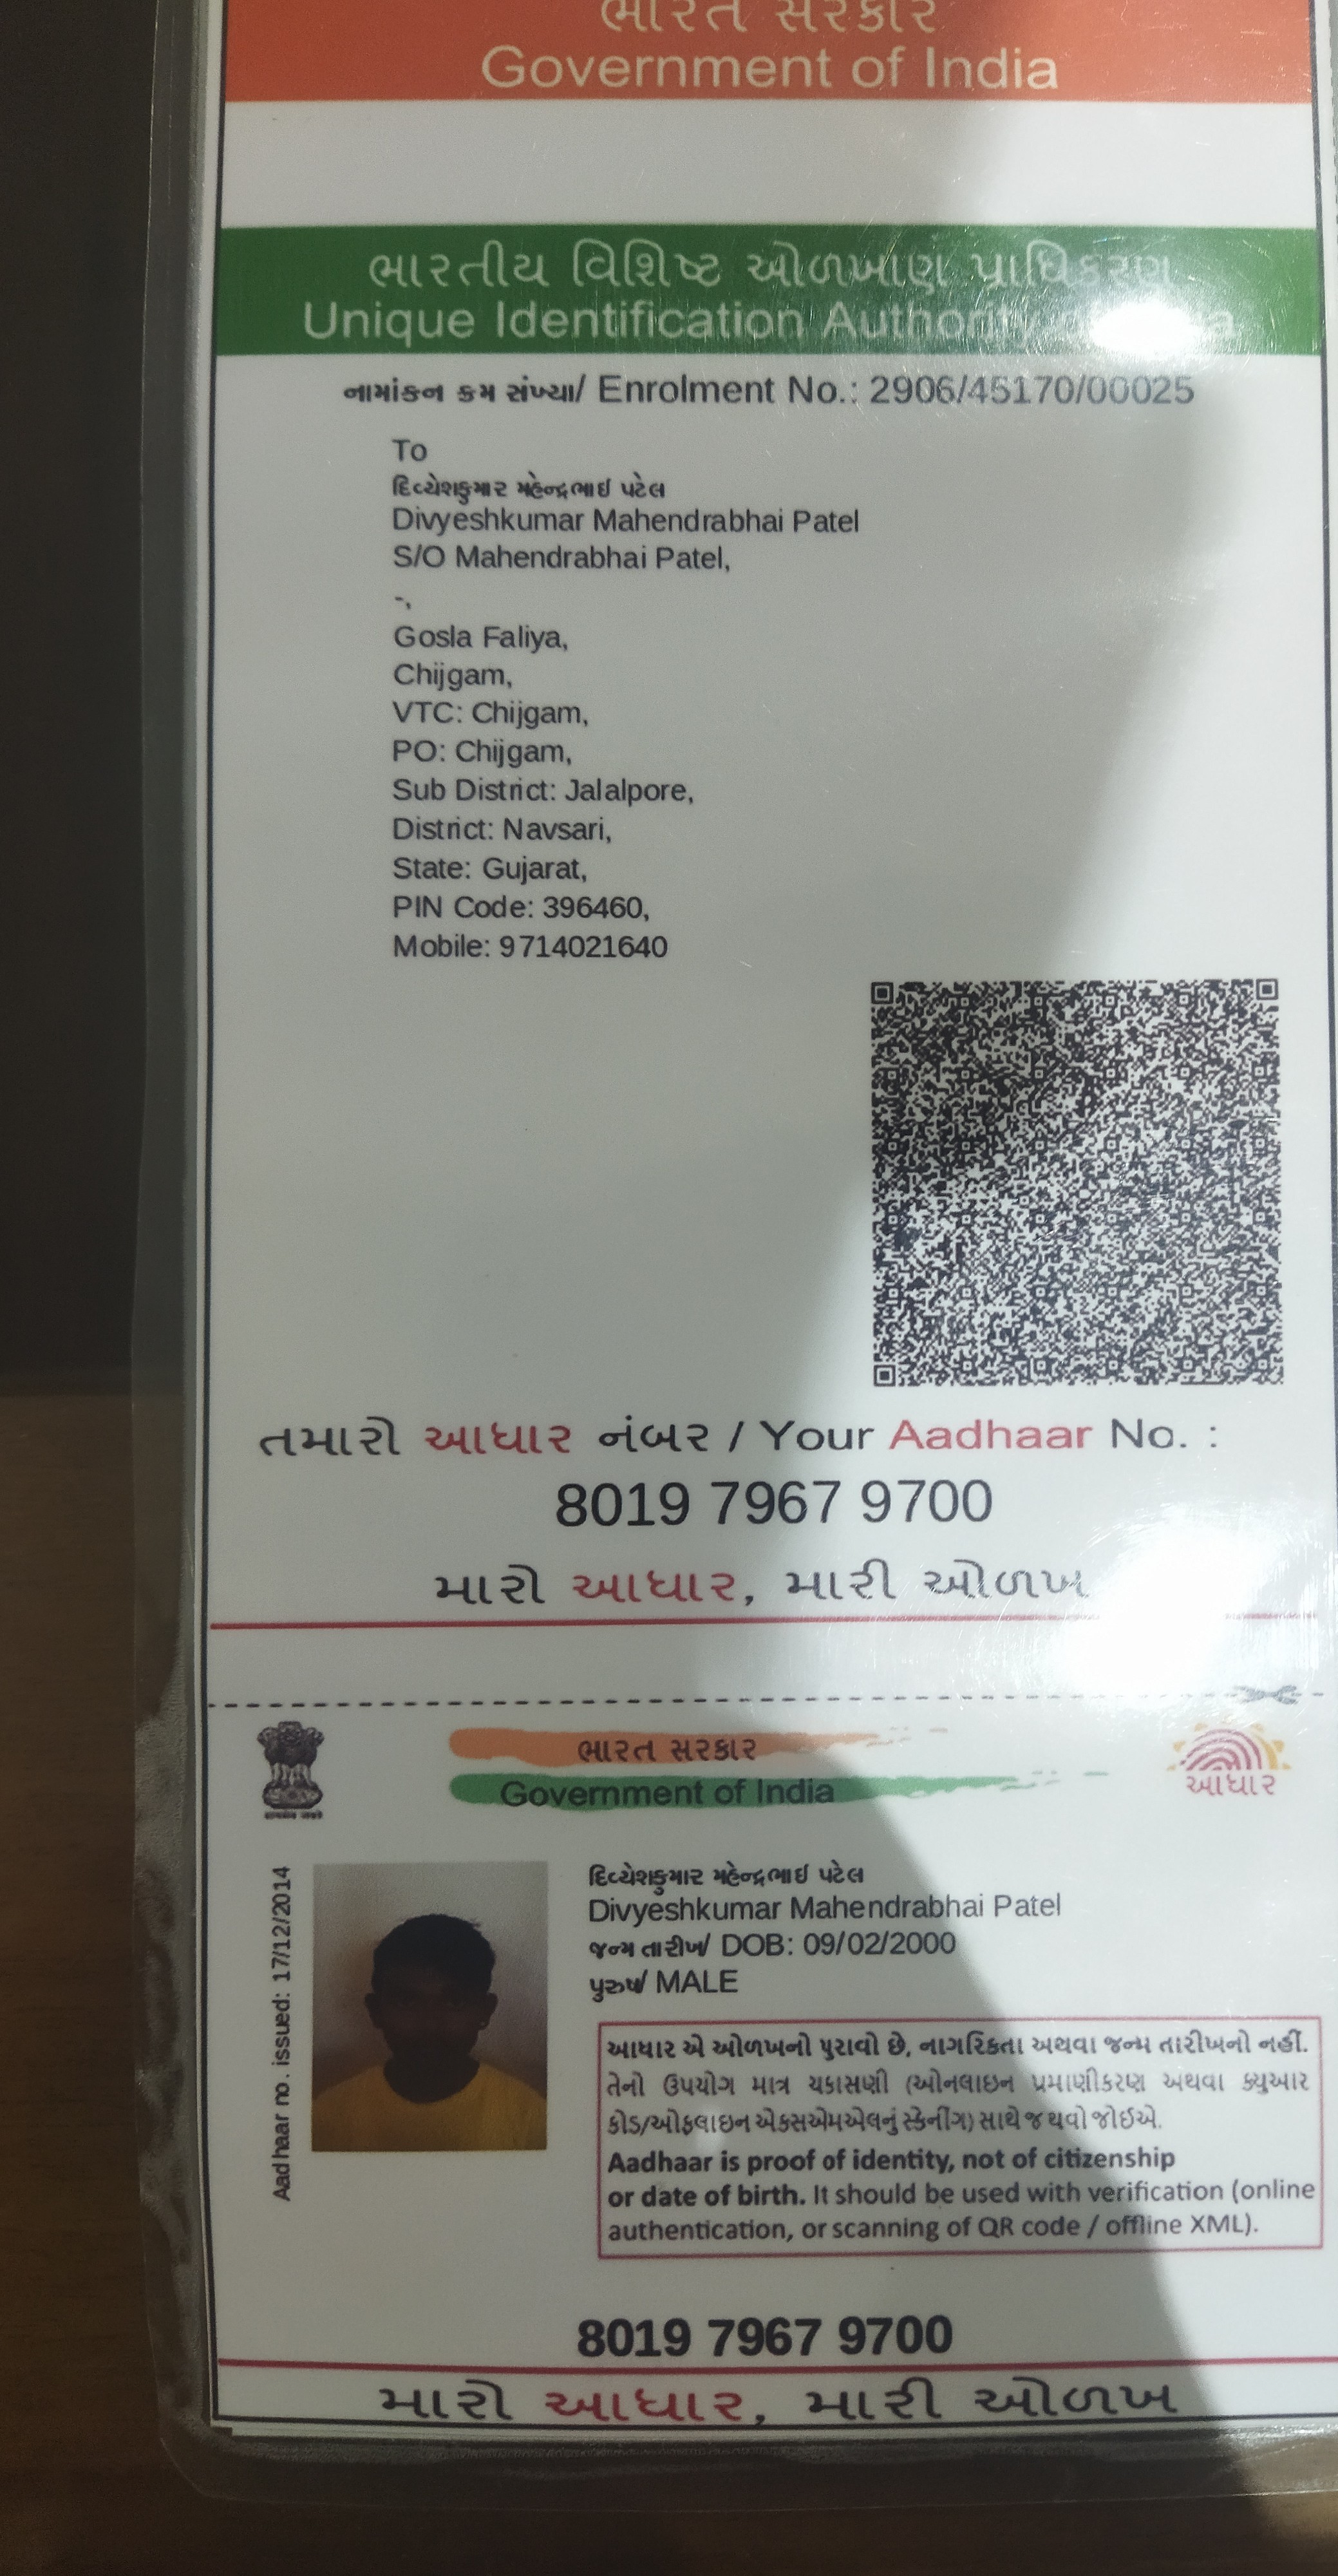 ભારત સરકાર
Government of India
ભારતીય વિશિષ્ટ ઓળખાણ પ્રાધિકરણ
Unique Identification Authority
નામાંકન ક્રમ સંખ્યા/ Enrolment No.: 2906/45170/00025
To
દિવ્યેશકુમાર મહેન્દ્રભાઈ પટેલ
Divyeshkumar Mahendrabhai Patel
S/O Mahendrabhai Patel,
-,
Gosla Faliya,
Chijgam,
VTC: Chijgam,
PO: Chijgam,
Sub District: Jalalpore,
District: Navsari,
State: Gujarat,
PIN Code: 396460,
Mobile: 9714021640
તમારો આધાર નંબર / Your Aadhaar No. :
8019 7967 9700
મારો આધાર, મારી ઓળખ
ભારત સરકાર
Government of India
આધાર
Aadhaar no. issued: 17/12/2014
દિવ્યેશકુમાર મહેન્દ્રભાઈ પટેલ
Divyeshkumar Mahendrabhai Patel
જન્મ તારીખ/ DOB: 09/02/2000
પુરુષ/ MALE
આધાર એ ઓળખનો પુરાવો છે, નાગરિકતા અથવા જન્મ તારીખનો નહીં.
તેનો ઉપયોગ માત્ર ચકાસણી (ઓનલાઇન પ્રમાણીકરણ અથવા ક્યુઆર
કોડ/ઓફલાઇન એક્સએમએલનું સ્કેનીંગ) સાથે જ થવો જોઈએ.
Aadhaar is proof of identity, not of citizenship
or date of birth. It should be used with verification (online
authentication, or scanning of QR code / offline XML).
8019 7967 9700
મારો આધાર, મારી ઓળખ